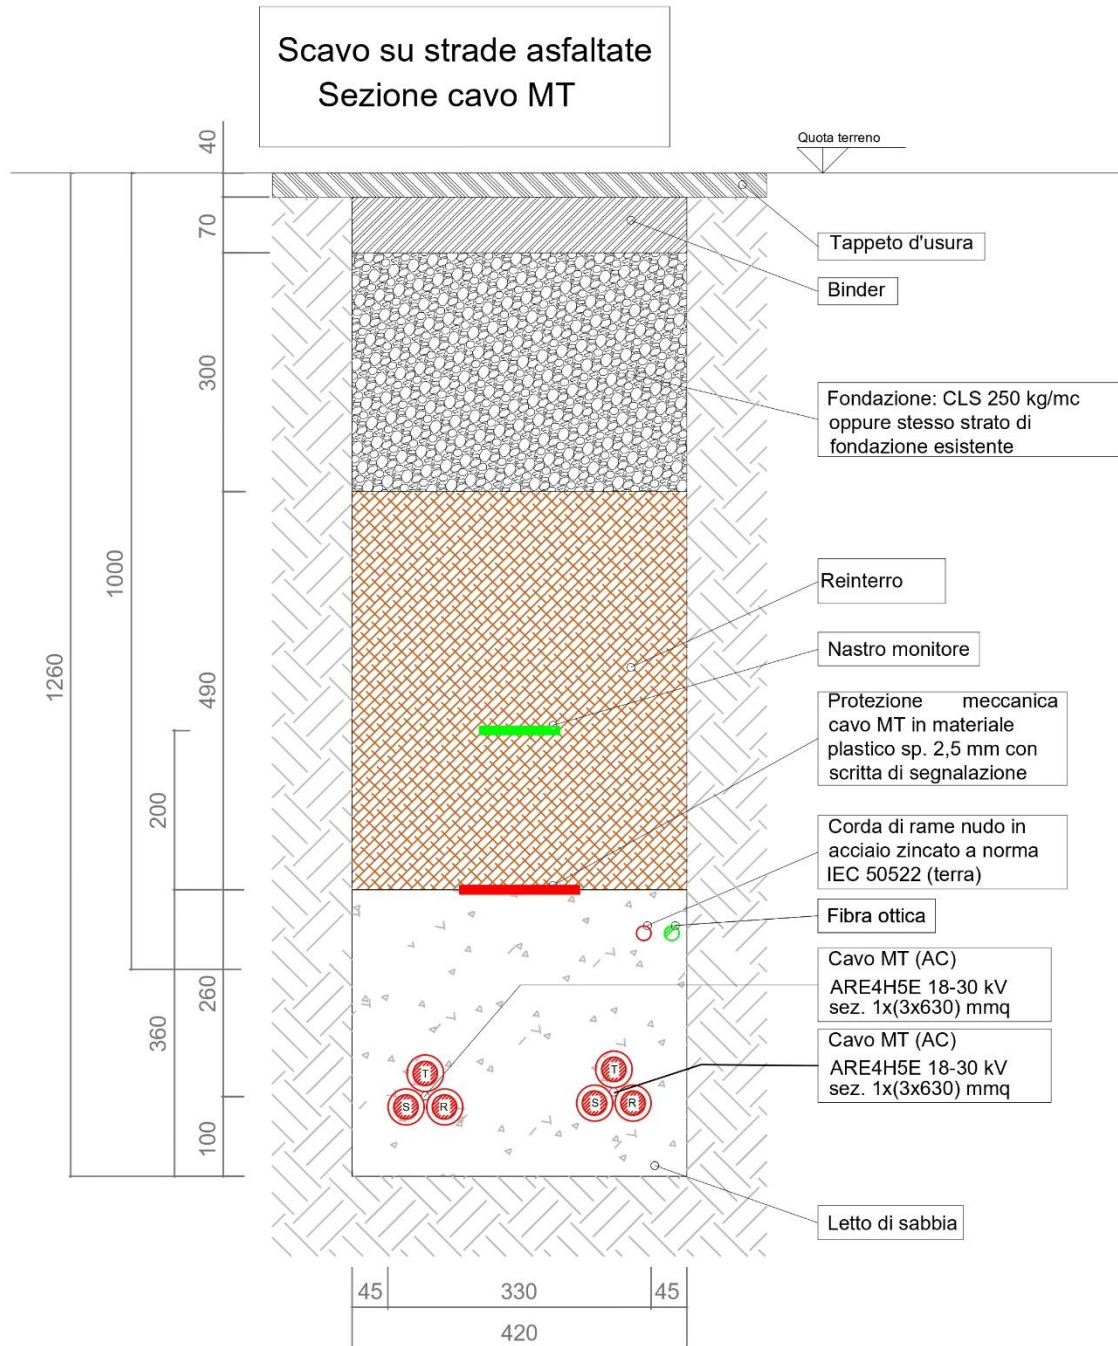 Scavo su strade asfaltate
Sezione cavo MT
Quota terreno
40
70
300
490
260
100
1000
1260
200
360
Tappeto d'usura
Binder
Fondazione: CLS 250 kg/mc
oppure stesso strato di
fondazione esistente
Reinterro
Nastro monitore
Protezione meccanica
cavo MT in materiale
plastico sp. 2,5 mm con
scritta di segnalazione
Corda di rame nudo in
acciaio zincato a norma
IEC 50522 (terra)
Fibra ottica
Cavo MT (AC)
ARE4H5E 18-30 kV
sez. 1x(3x630) mmq
Cavo MT (AC)
ARE4H5E 18-30 kV
sez. 1x(3x630) mmq
T
S R
T
S R
Letto di sabbia
45 330 45
420